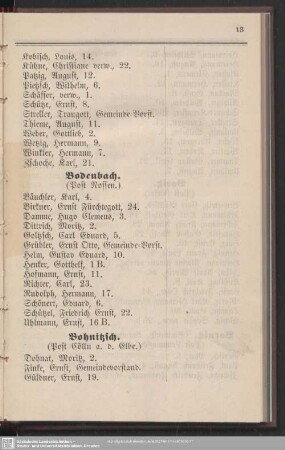 13
Kobisch, Louis, 14.
Kühne, Christiane verw., 22.
Patzig, August, 12.
Pietzsch, Wilhelm, 6.
Schäffer, verw., 1.
Schütze, Ernst, 8.
Streller, Traugott, Gemeinde Vorst.
Thieme, August, 11.
Weber, Gottlieb, 2.
Wetzig, Hermann, 9.
Winkler, Hermann, 7.
Zschoche, Karl, 21.
Bodenbach.
(Post Nossen.)
Bäuchler, Karl, 4.
Birkner, Ernst Fürchtegott, 24.
Damme, Hugo Clemens, 3.
Dittrich, Moritz, 2.
Goltzsch, Carl Eduard, 5.
Greubler, Ernst Otto, Gemeinde-Vorst.
Helm, Gustav Eduard, 10.
Henker, Gotthelf, 1 B.
Hofmann, Ernst, 11.
Richter, Carl, 23.
Rudolph, Hermann, 17.
Schönert, Eduard, 6.
Schützel, Friedrich Ernst, 22.
Uhlmann, Ernst, 16 B.
Bohnitzsch.
(Post Cölln a. d. Elbe.)
Dohnat, Moritz, 2.
Finke, Ernst, Gemeindevorstand.
Güldner, Ernst, 19.